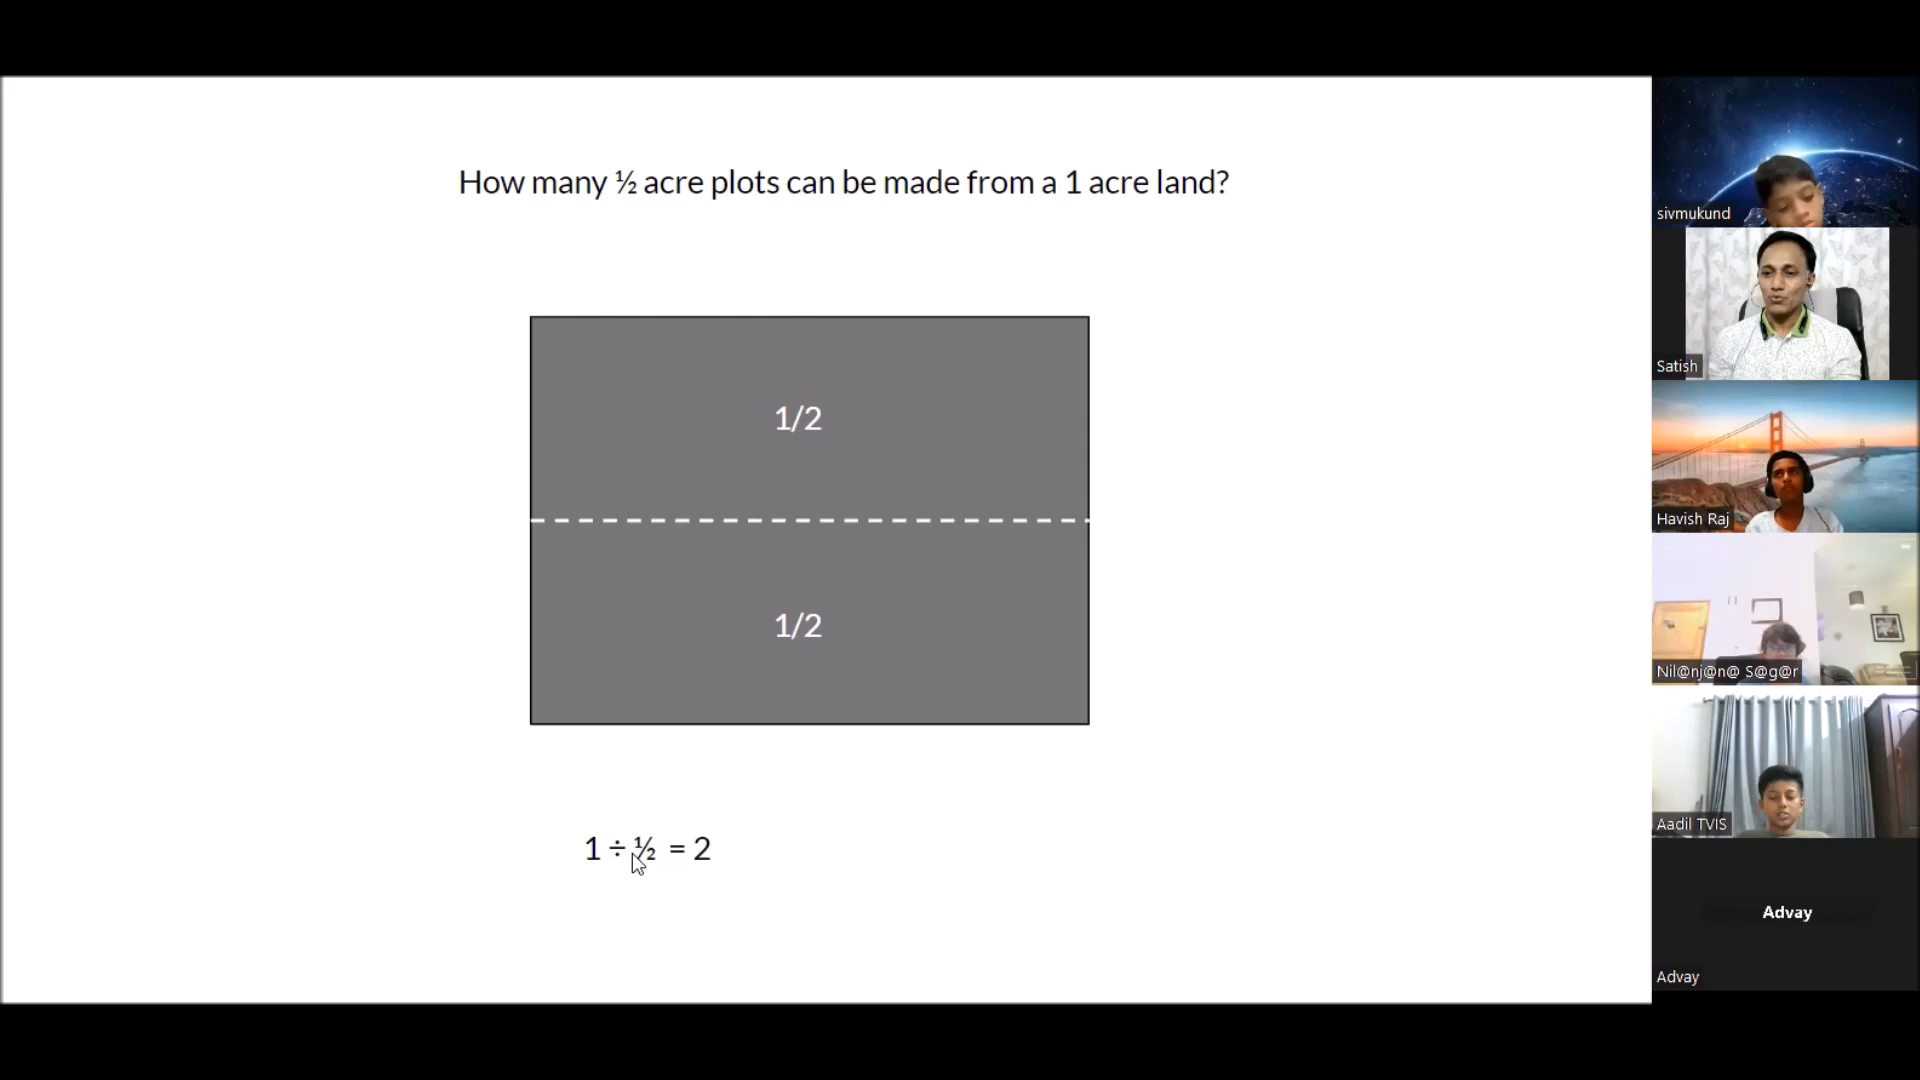 How many ½ acre plots can be made from a 1 acre land?
1/2
1/2
1 ÷ ½ = 2
sivmukund
Satish
Havish Raj
Nil@nj@n@ S@g@r
Aadil TVIS
Advay
Advay